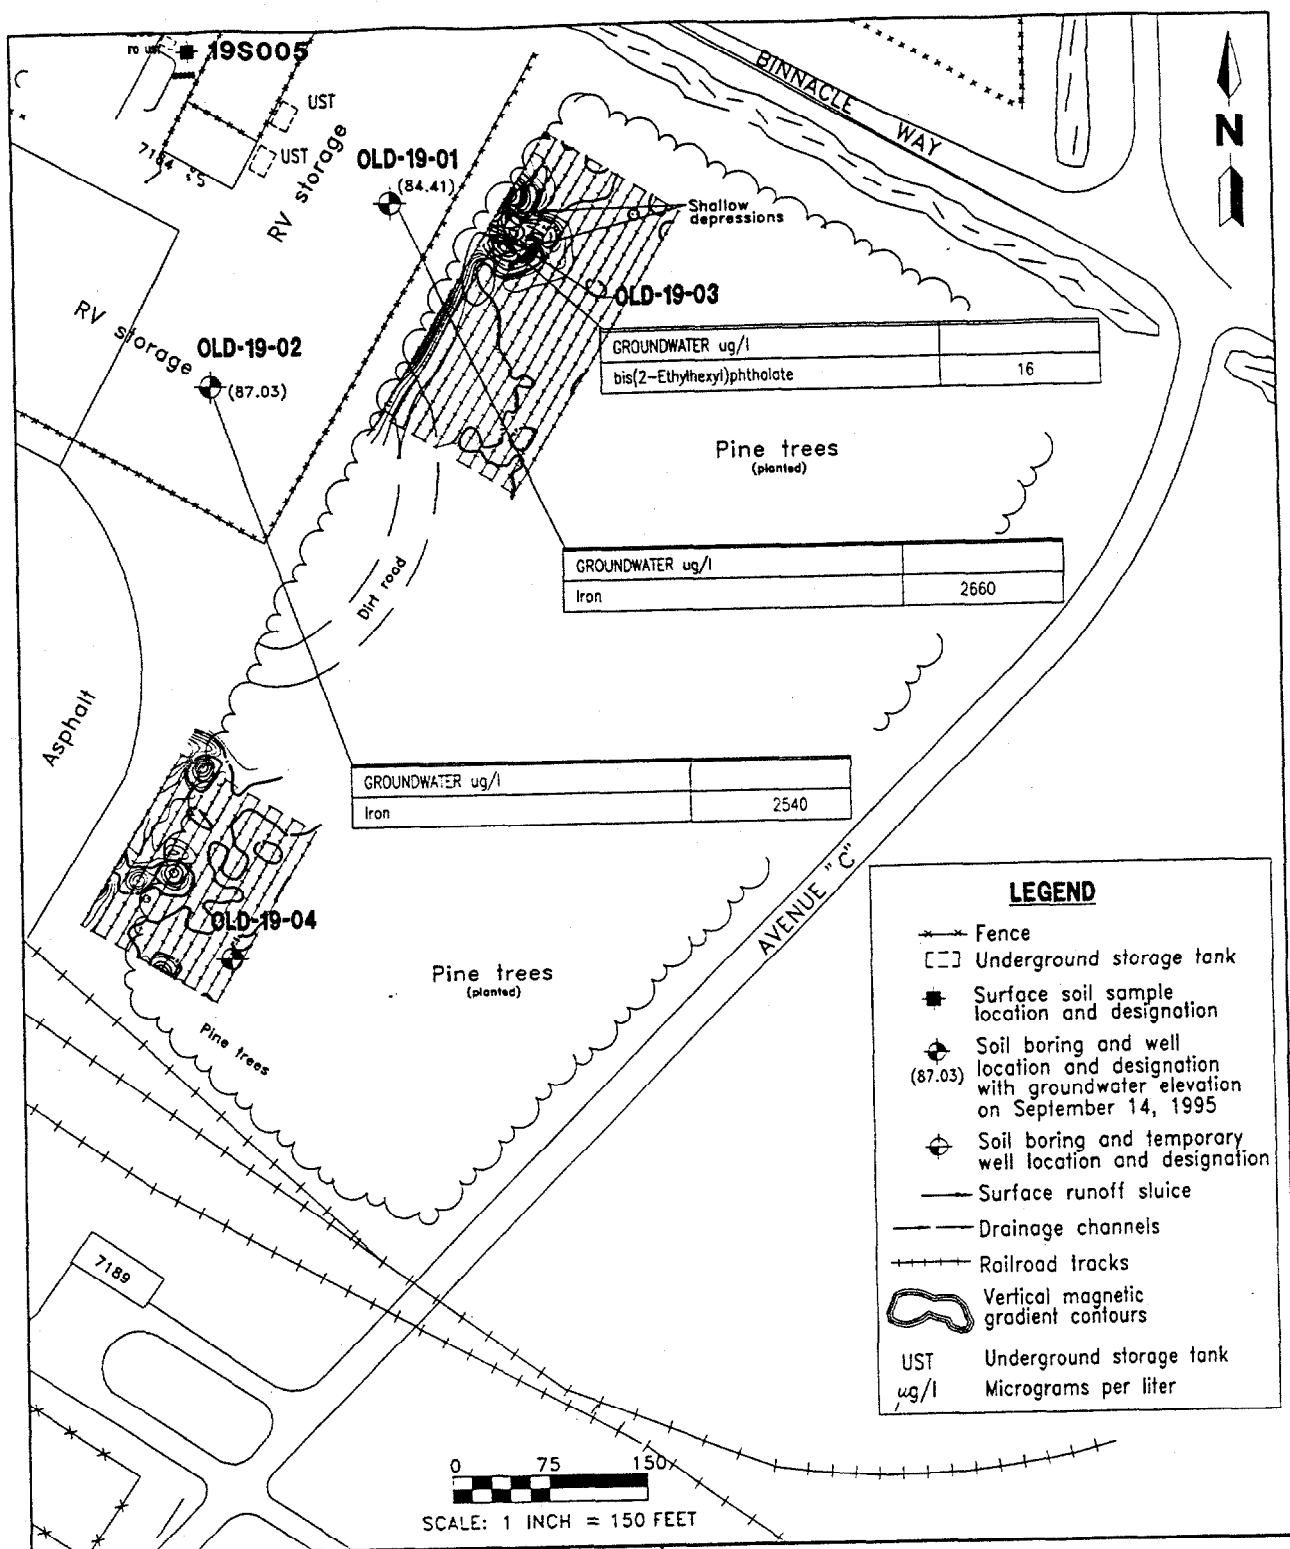 19S005
UST
UST
RV storage
7184
OLD-19-01
(84.41)
BINNACLE WAY
N
Shallow
depressions
OLD-19-03
GROUNDWATER ug/l
bis(2-Ethylhexyl)phthalate 16
RV storage
OLD-19-02
(87.03)
Pine trees
(planted)
GROUNDWATER ug/l
Iron 2660
Dirt road
Asphalt
GROUNDWATER ug/l
Iron 2540
OLD-19-04
Pine trees
(planted)
Pine trees
AVENUE "C"
7189
LEGEND
Fence
Underground storage tank
Surface soil sample
location and designation
Soil boring and well
location and designation
(87.03) with groundwater elevation
on September 14, 1995
Soil boring and temporary
well location and designation
Surface runoff sluice
Drainage channels
Railroad tracks
Vertical magnetic
gradient contours
UST Underground storage tank
µg/l Micrograms per liter
0 75 150
SCALE: 1 INCH = 150 FEET